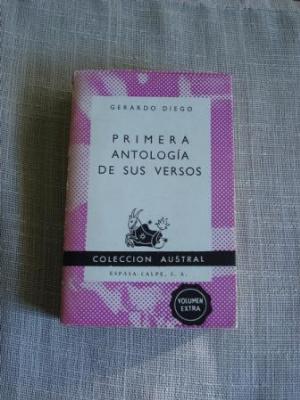 GERARDO DIEGO
PRIMERA
ANTOLOGÍA
DE SUS VERSOS
COLECCION AUSTRAL
ESPASA-CALPE, S. A.
VOLUMEN
EXTRA